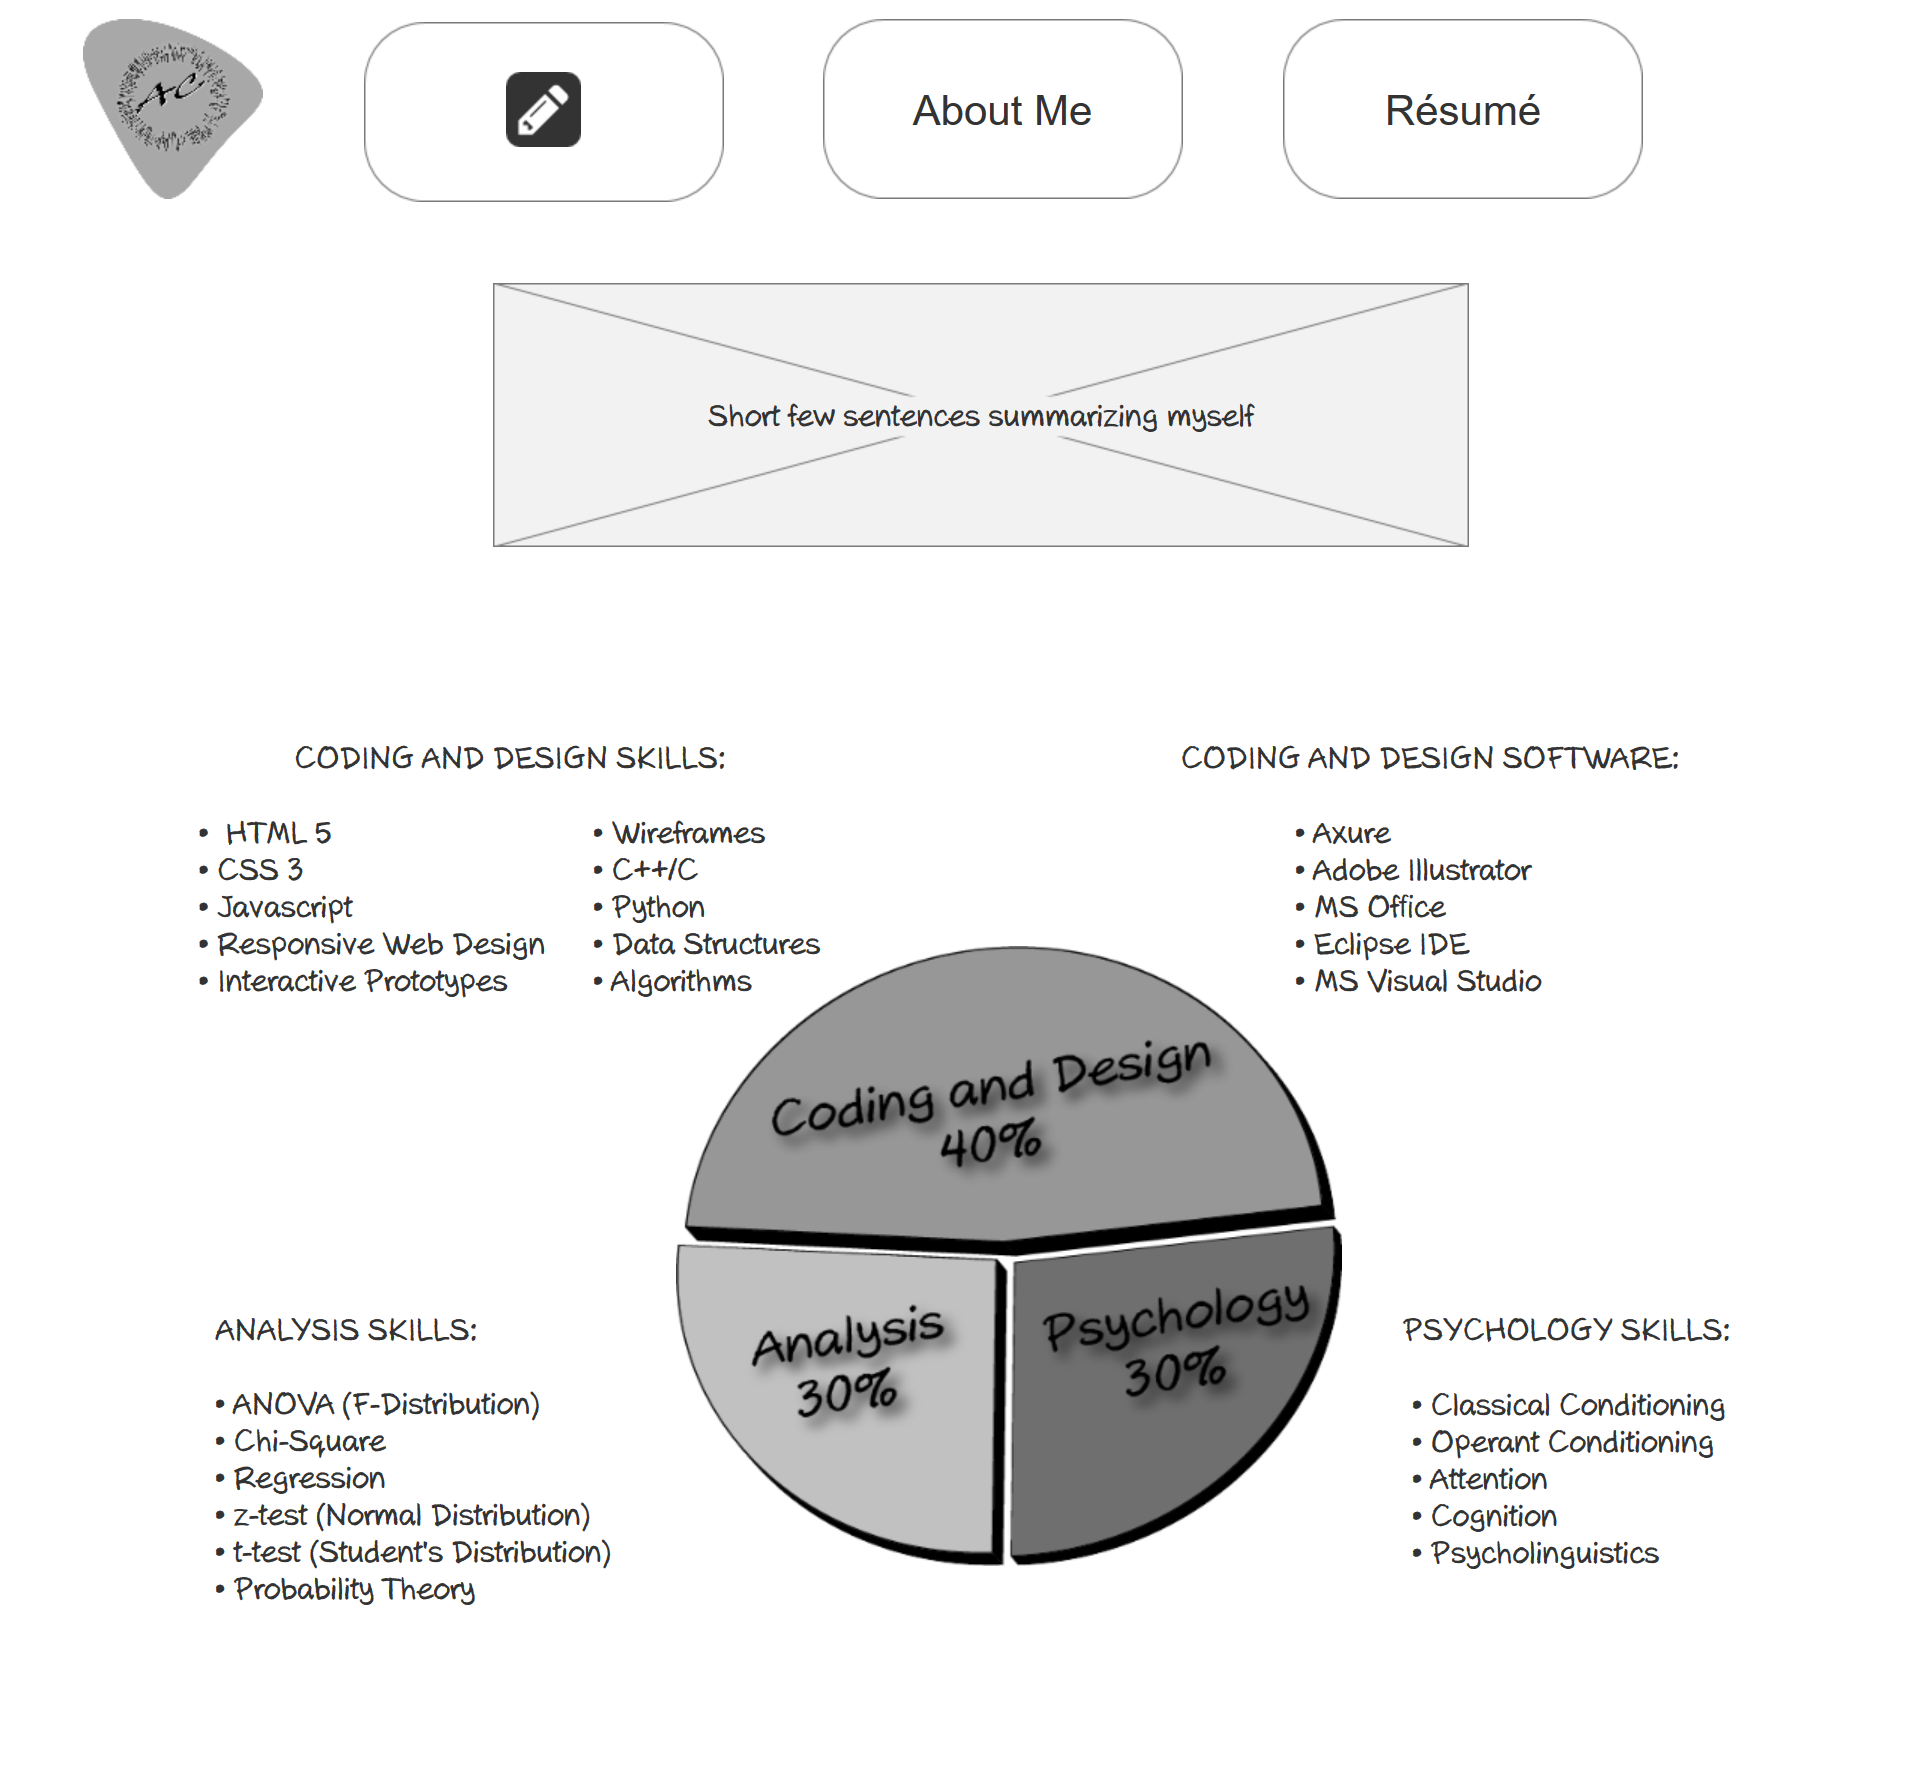 AC
About Me
Résumé
Short few sentences summarizing myself
CODING AND DESIGN SKILLS:
• HTML 5
• CSS 3
• Javascript
• Responsive Web Design
• Interactive Prototypes
• Wireframes
• C++/C
• Python
• Data Structures
• Algorithms
CODING AND DESIGN SOFTWARE:
• Axure
• Adobe Illustrator
• MS Office
• Eclipse IDE
• MS Visual Studio
Coding and Design
40%
Analysis
30%
Psychology
30%
ANALYSIS SKILLS:
• ANOVA (F-Distribution)
• Chi-Square
• Regression
• z-test (Normal Distribution)
• t-test (Student's Distribution)
• Probability Theory
PSYCHOLOGY SKILLS:
• Classical Conditioning
• Operant Conditioning
• Attention
• Cognition
• Psycholinguistics